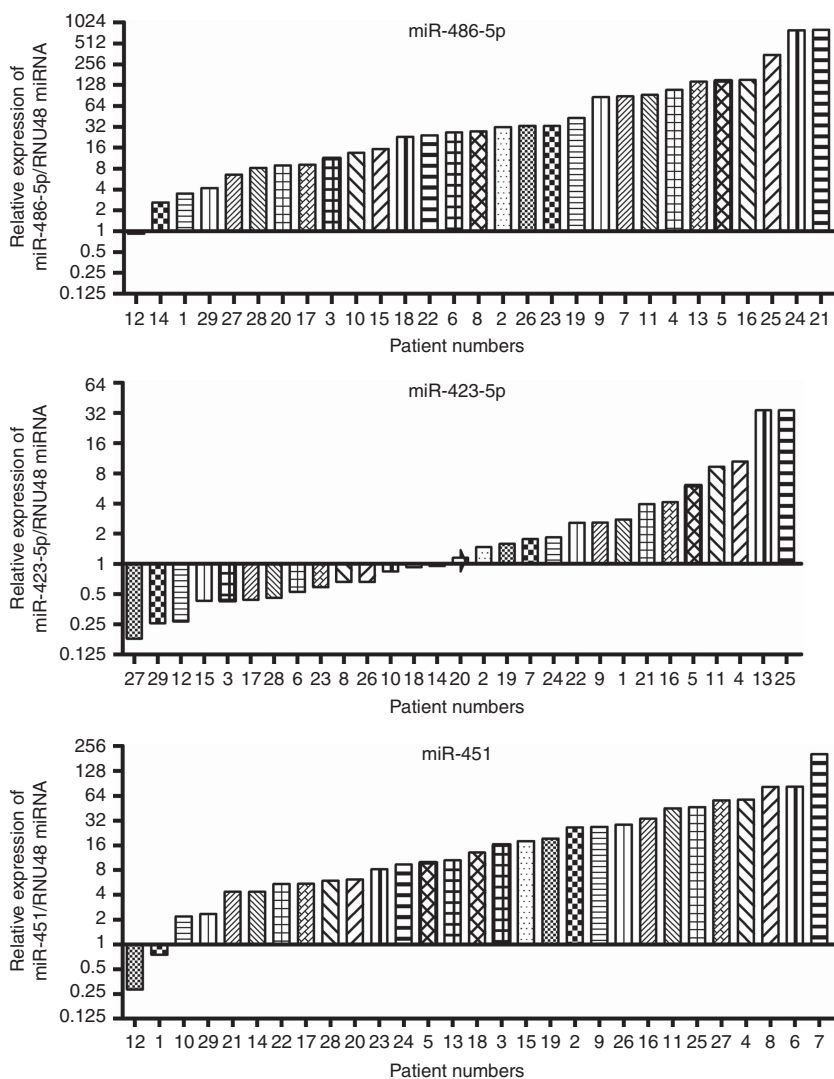 miR-486-5p
Relative expression of
miR-486-5p/RNU48 miRNA
1024
512
256
128
64
32
16
8
4
2
1
0.5
0.25
0.125
12 14 1 29 27 28 20 17 3 10 15 18 22 6 8 2 26 23 19 9 7 11 4 13 5 16 25 24 21
Patient numbers
miR-423-5p
Relative expression of
miR-423-5p/RNU48 miRNA
64
32
16
8
4
2
1
0.5
0.25
0.125
27 29 12 15 3 17 28 6 23 8 26 10 18 14 20 2 19 7 24 22 9 1 21 16 5 11 4 13 25
Patient numbers
miR-451
Relative expression of
miR-451/RNU48 miRNA
256
128
64
32
16
8
4
2
1
0.5
0.25
0.125
12 1 10 29 21 14 22 17 28 20 23 24 5 13 18 3 15 19 2 9 26 16 11 25 27 4 8 6 7
Patient numbers